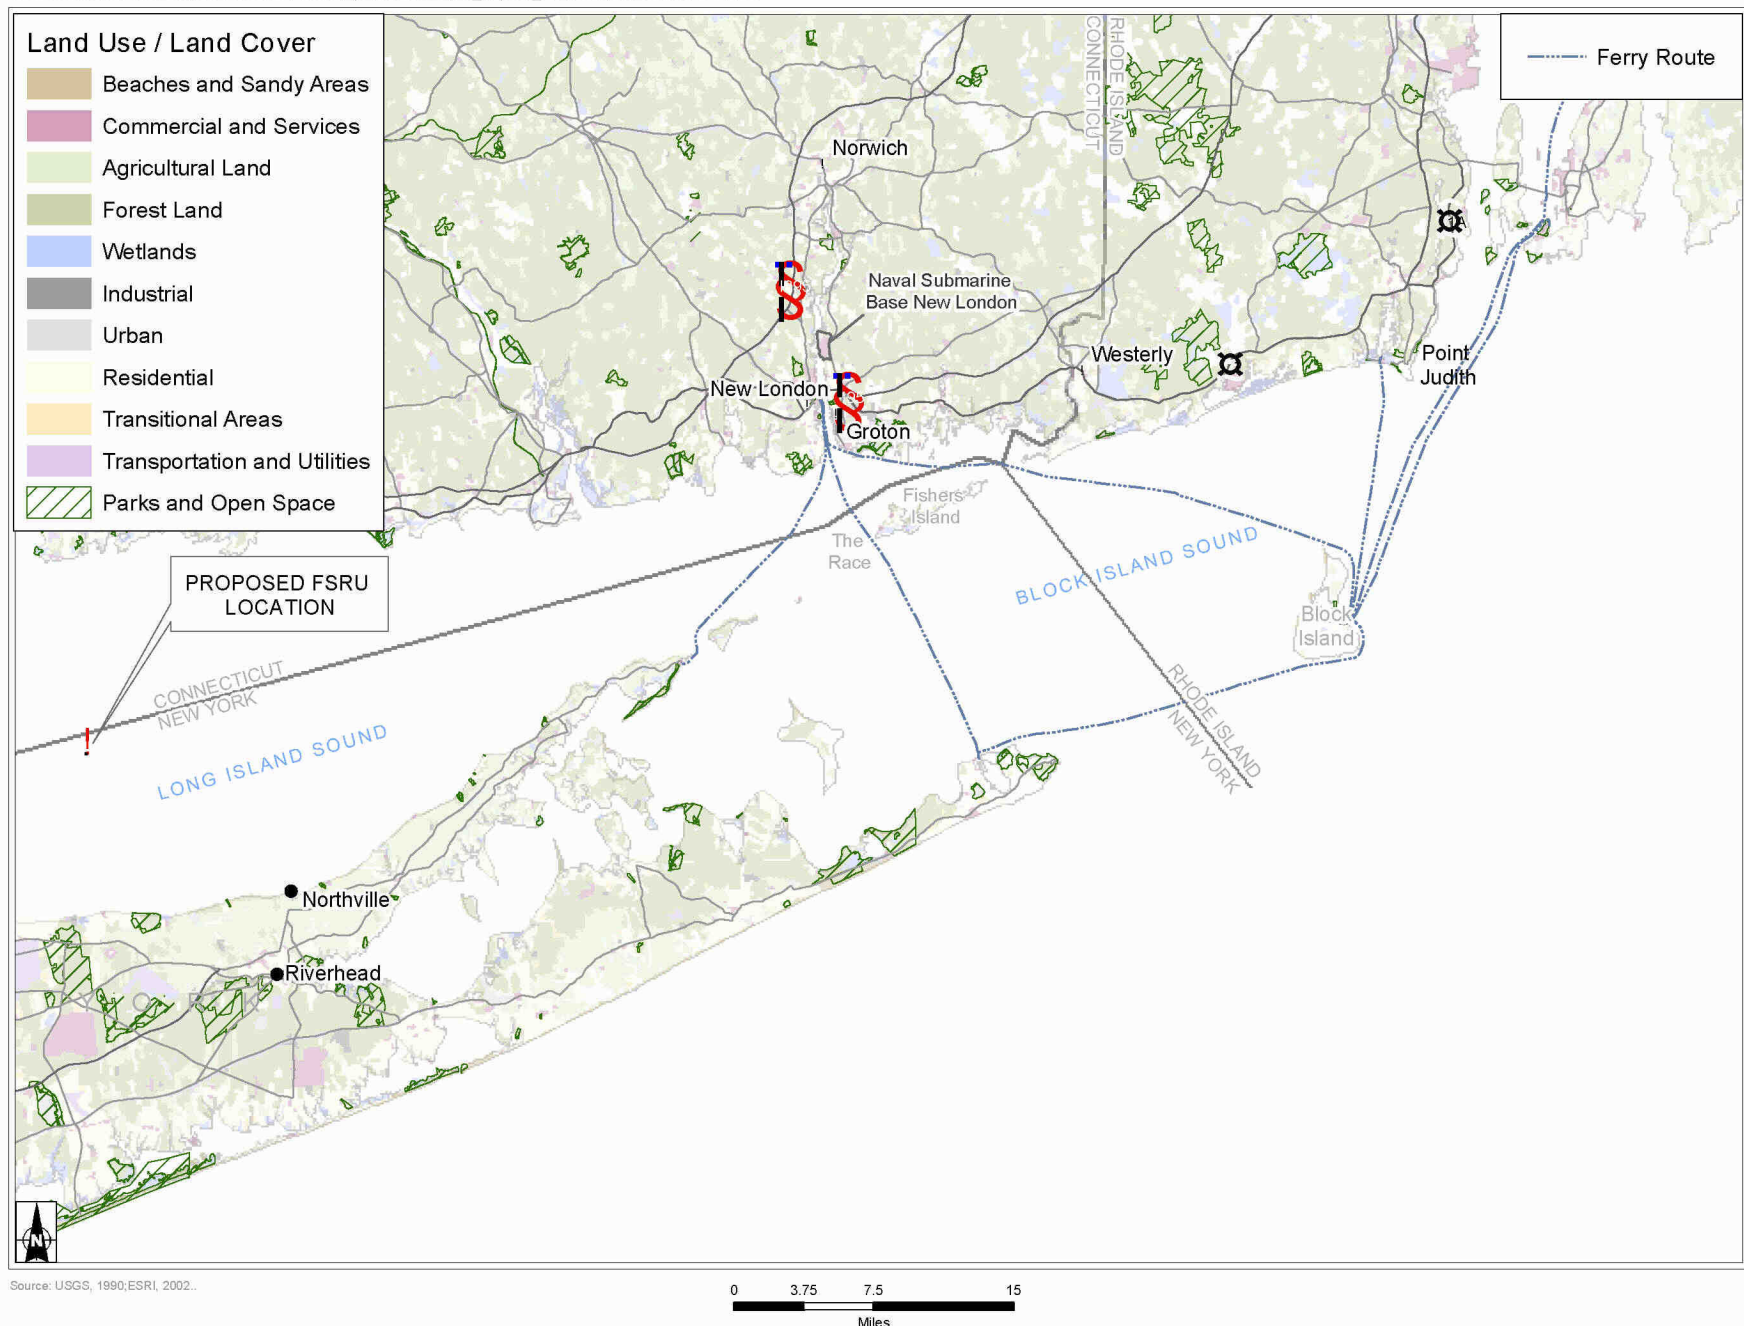 Land Use / Land Cover
Beaches and Sandy Areas
Commercial and Services
Agricultural Land
Forest Land
Wetlands
Industrial
Urban
Residential
Transitional Areas
Transportation and Utilities
Parks and Open Space
Ferry Route
RHODE ISLAND
CONNECTICUT
Norwich
Naval Submarine
Base New London
Westerly
Point
Judith
New London
Groton
Fishers
Island
The
Race
BLOCK ISLAND SOUND
Block
Island
PROPOSED FSRU
LOCATION
CONNECTICUT
NEW YORK
RHODE ISLAND
NEW YORK
LONG ISLAND SOUND
Northville
Riverhead
N
Source: USGS, 1990;ESRI, 2002..
0 3.75 7.5 15
Miles